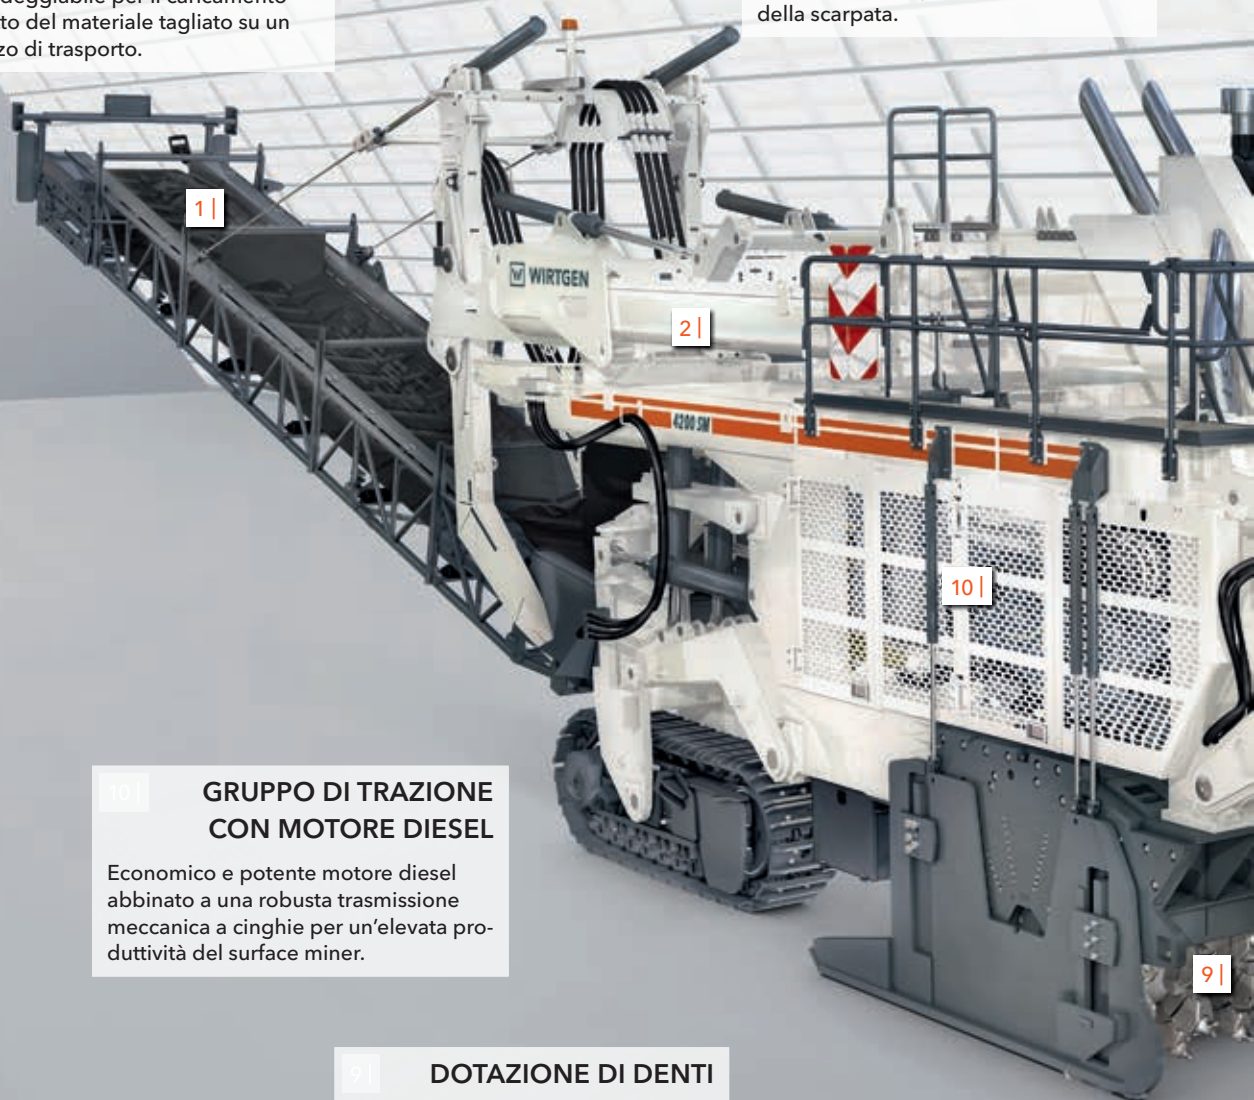 to del materiale tagliato su un
zo di trasporto.
della scarpata.
1 |
WIRTGEN
2 |
4200 SM
10 |
10 |
GRUPPO DI TRAZIONE
CON MOTORE DIESEL
Economico e potente motore diesel
abbinato a una robusta trasmissione
meccanica a cinghie per un'elevata pro-
duttività del surface miner.
9 |
9 |
DOTAZIONE DI DENTI